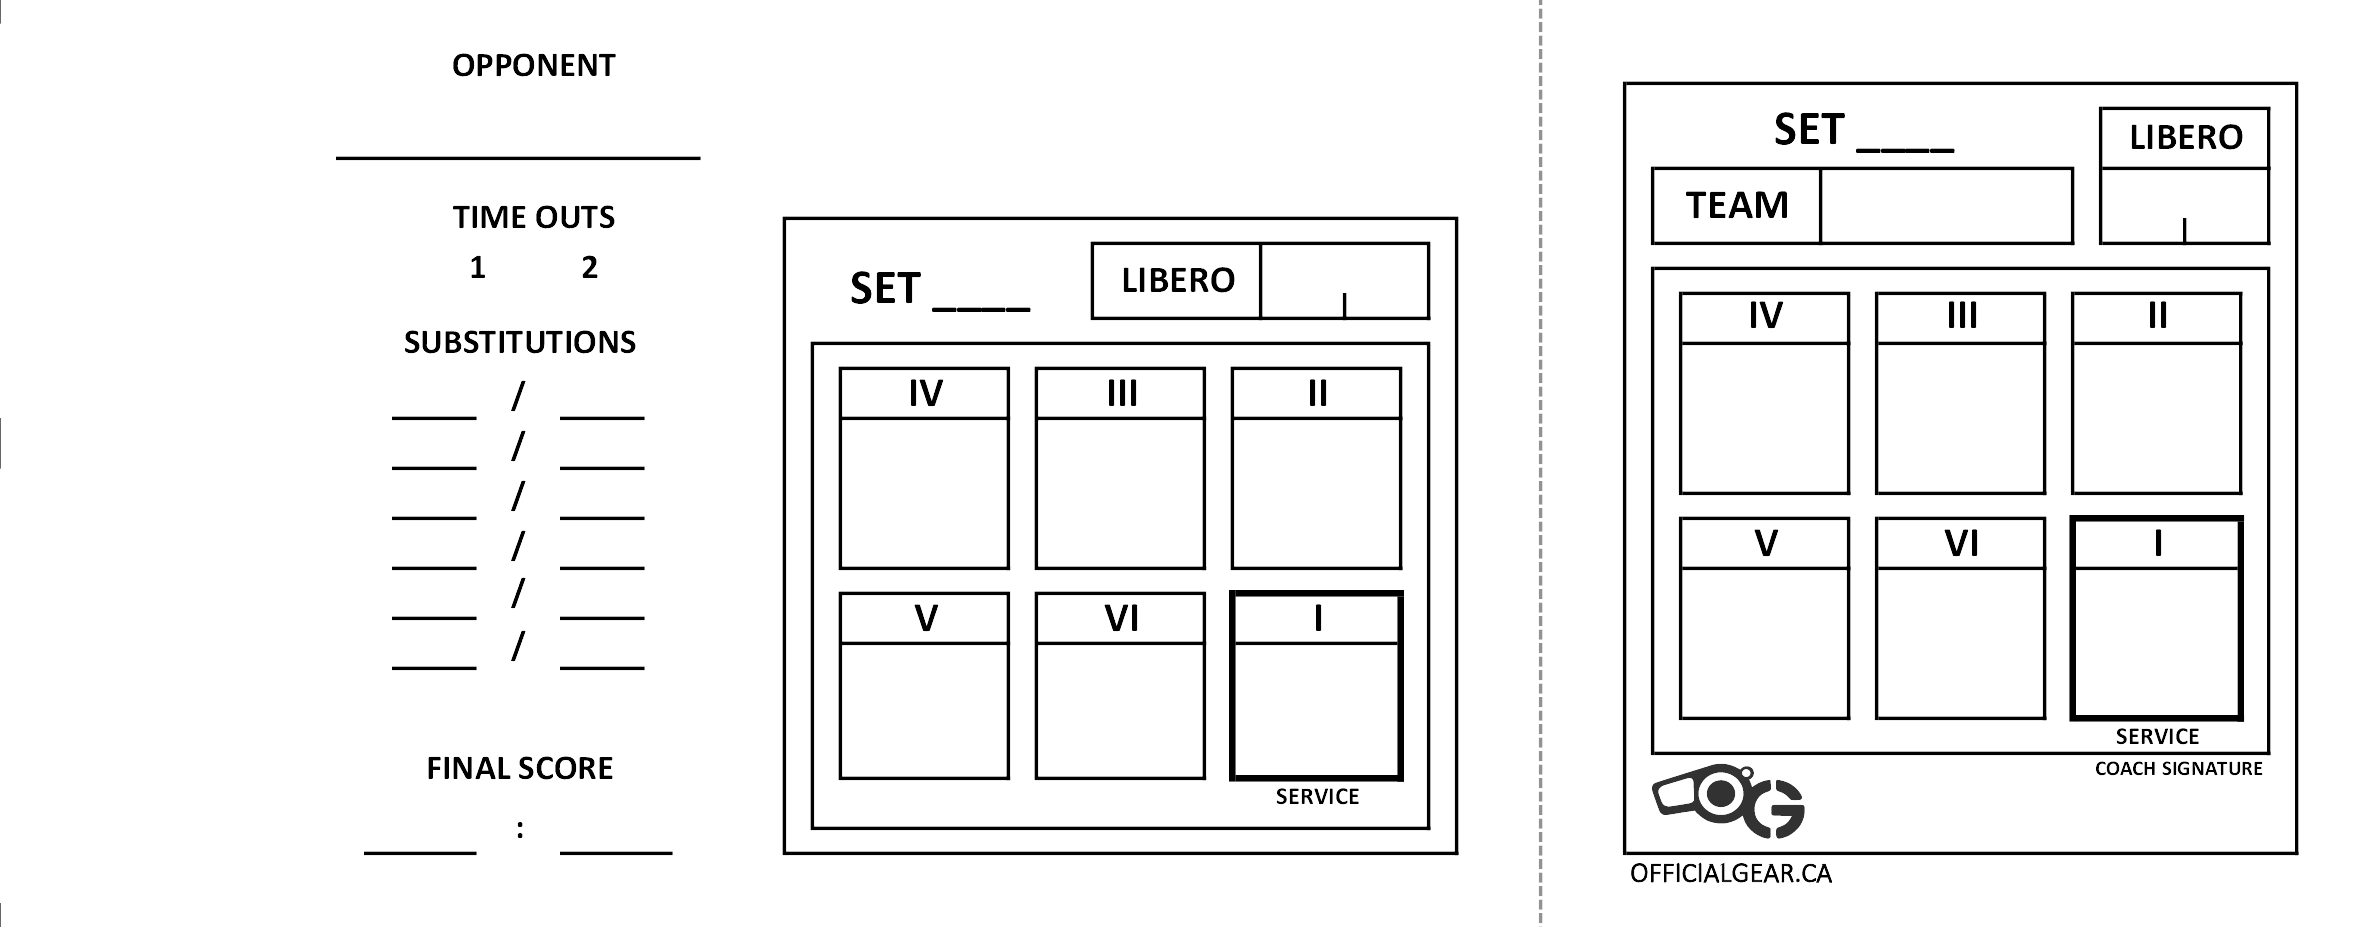 OPPONENT
TIME OUTS
1 2
SUBSTITUTIONS
/
/
/
/
/
/
FINAL SCORE
:
SET ____
LIBERO
IV III II
V VI I
SERVICE
SET ____
LIBERO
TEAM
IV III II
V VI I
SERVICE
COACH SIGNATURE
OG
OFFICIALGEAR.CA